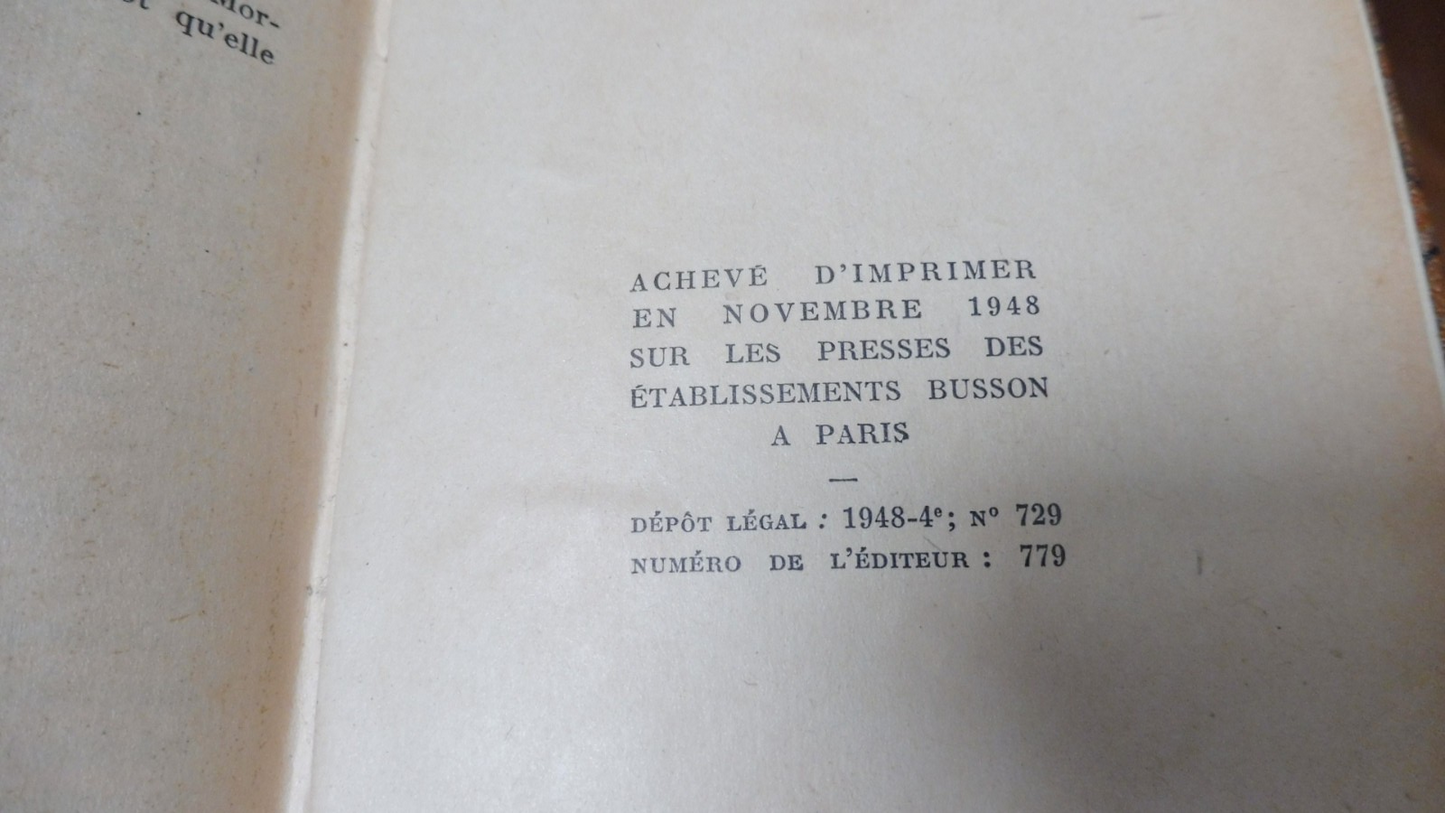 Mor-
qu'elle
ACHEVÉ D'IMPRIMER
EN NOVEMBRE 1948
SUR LES PRESSES DES
ÉTABLISSEMENTS BUSSON
A PARIS
—
DÉPÔT LÉGAL : 1948-4e; No 729
NUMÉRO DE L'ÉDITEUR : 779